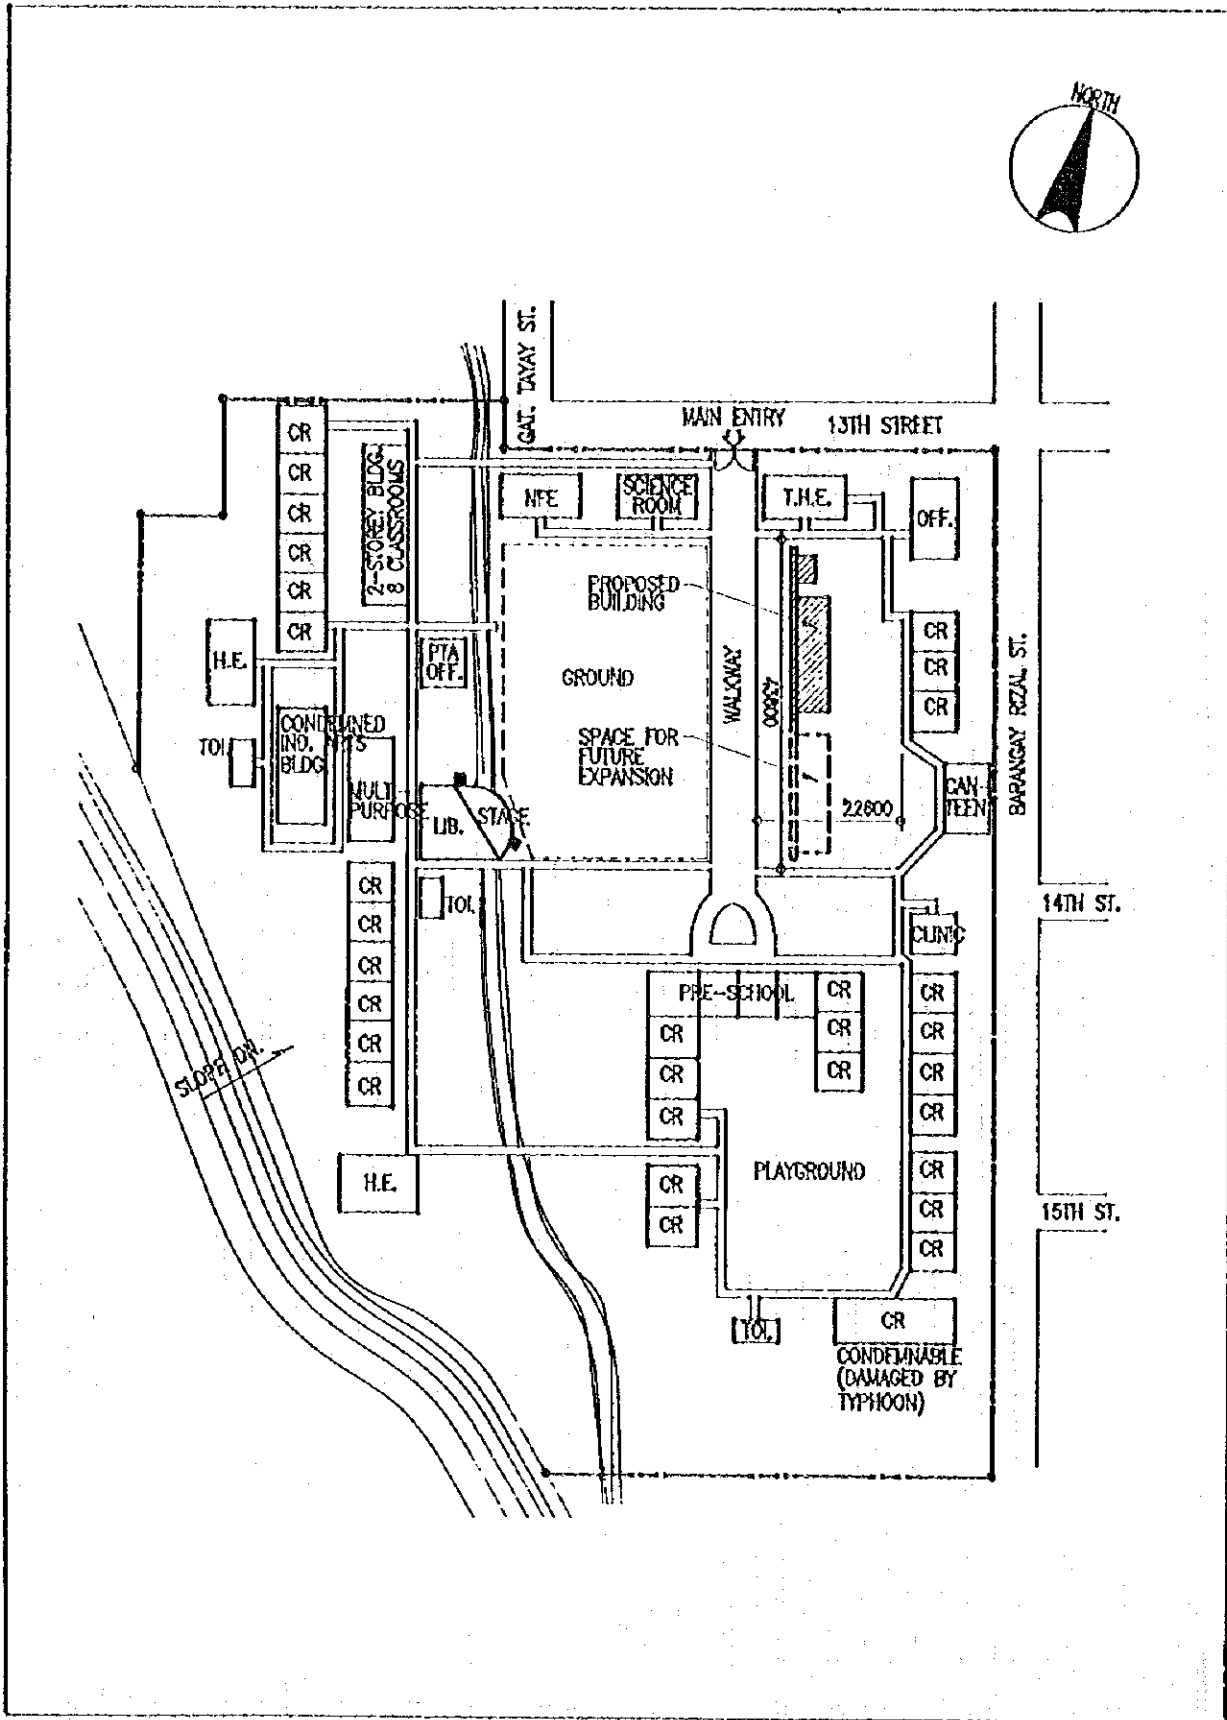 NORTH
GAT. TAYAY ST.
MAIN ENTRY
13TH STREET
CR
CR
CR
CR
CR
CR
2-STOREY BLDG.
8 CLASSROOMS
NFE
SCIENCE
ROOM
T.H.E.
OFF.
PROPOSED
BUILDING
H.E.
PTA
OFF.
GROUND
WALKWAY
CR
CR
CR
BARANGAY RIZAL ST.
TOI.
CONDEMNED
IND. ARTS
BLDG.
MULTI
PURPOSE
LIB.
STAGE
SPACE FOR
FUTURE
EXPANSION
22800
CAN-
TEEN
CR
CR
CR
CR
CR
CR
TOI.
14TH ST.
CLINIC
PRE-SCHOOL
CR
CR
CR
CR
CR
CR
CR
CR
CR
CR
SLOPE DN.
H.E.
CR
CR
PLAYGROUND
CR
CR
CR
15TH ST.
TOI.
CR
CONDEMNABLE
(DAMAGED BY
TYPHOON)